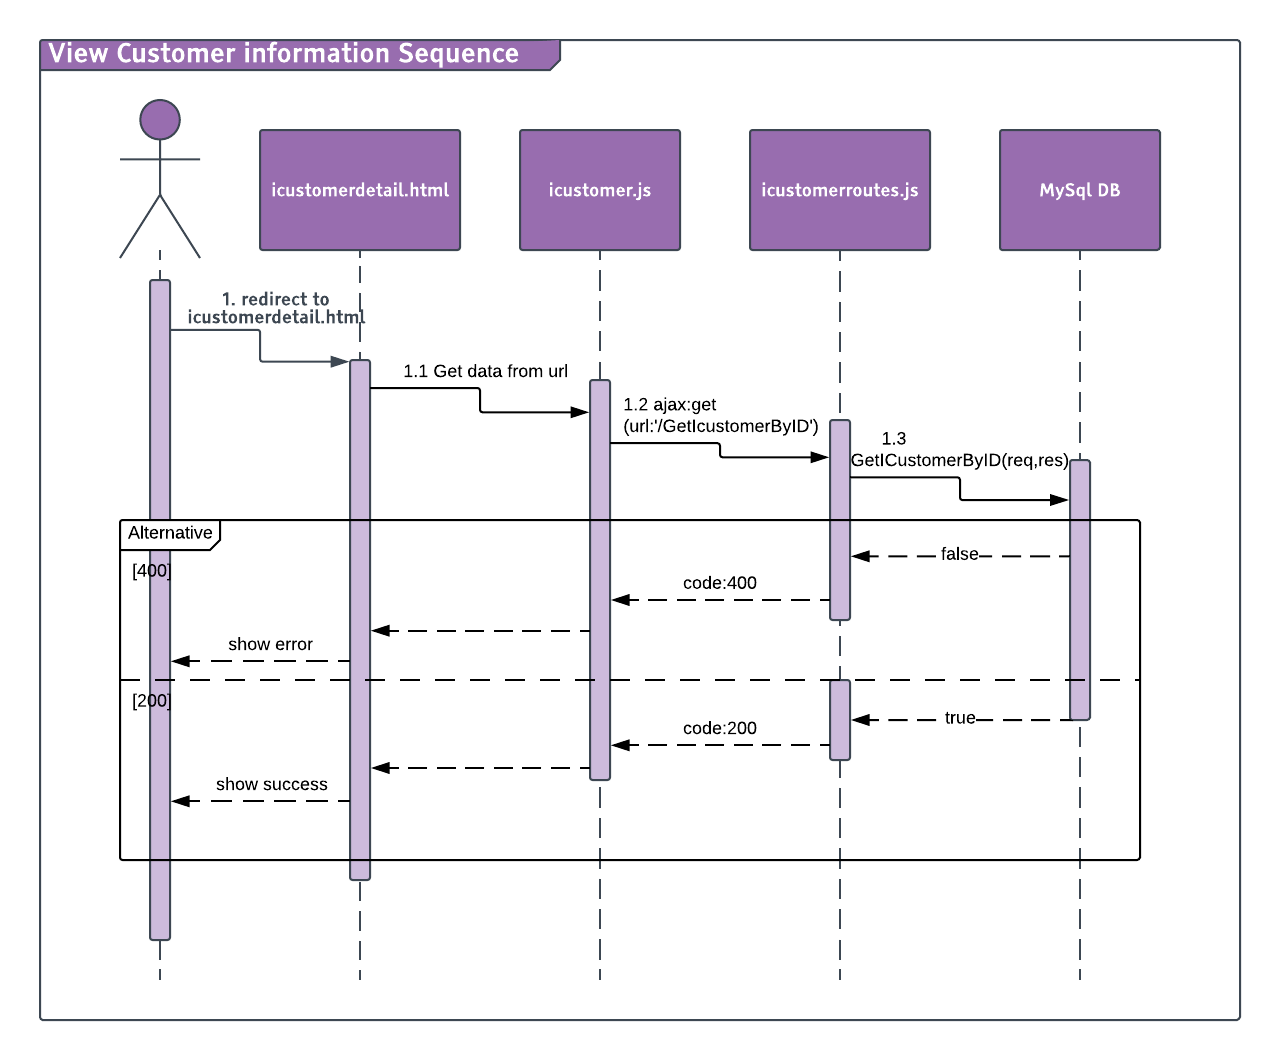 View Customer information Sequence
icustomerdetail.html
icustomer.js
icustomerroutes.js
MySql DB
1. redirect to
icustomerdetail.html
1.1 Get data from url
1.2 ajax:get
(url:'/GetIcustomerByID')
1.3
GetICustomerByID(req,res)
Alternative
[400]
false
code:400
show error
[200]
true
code:200
show success